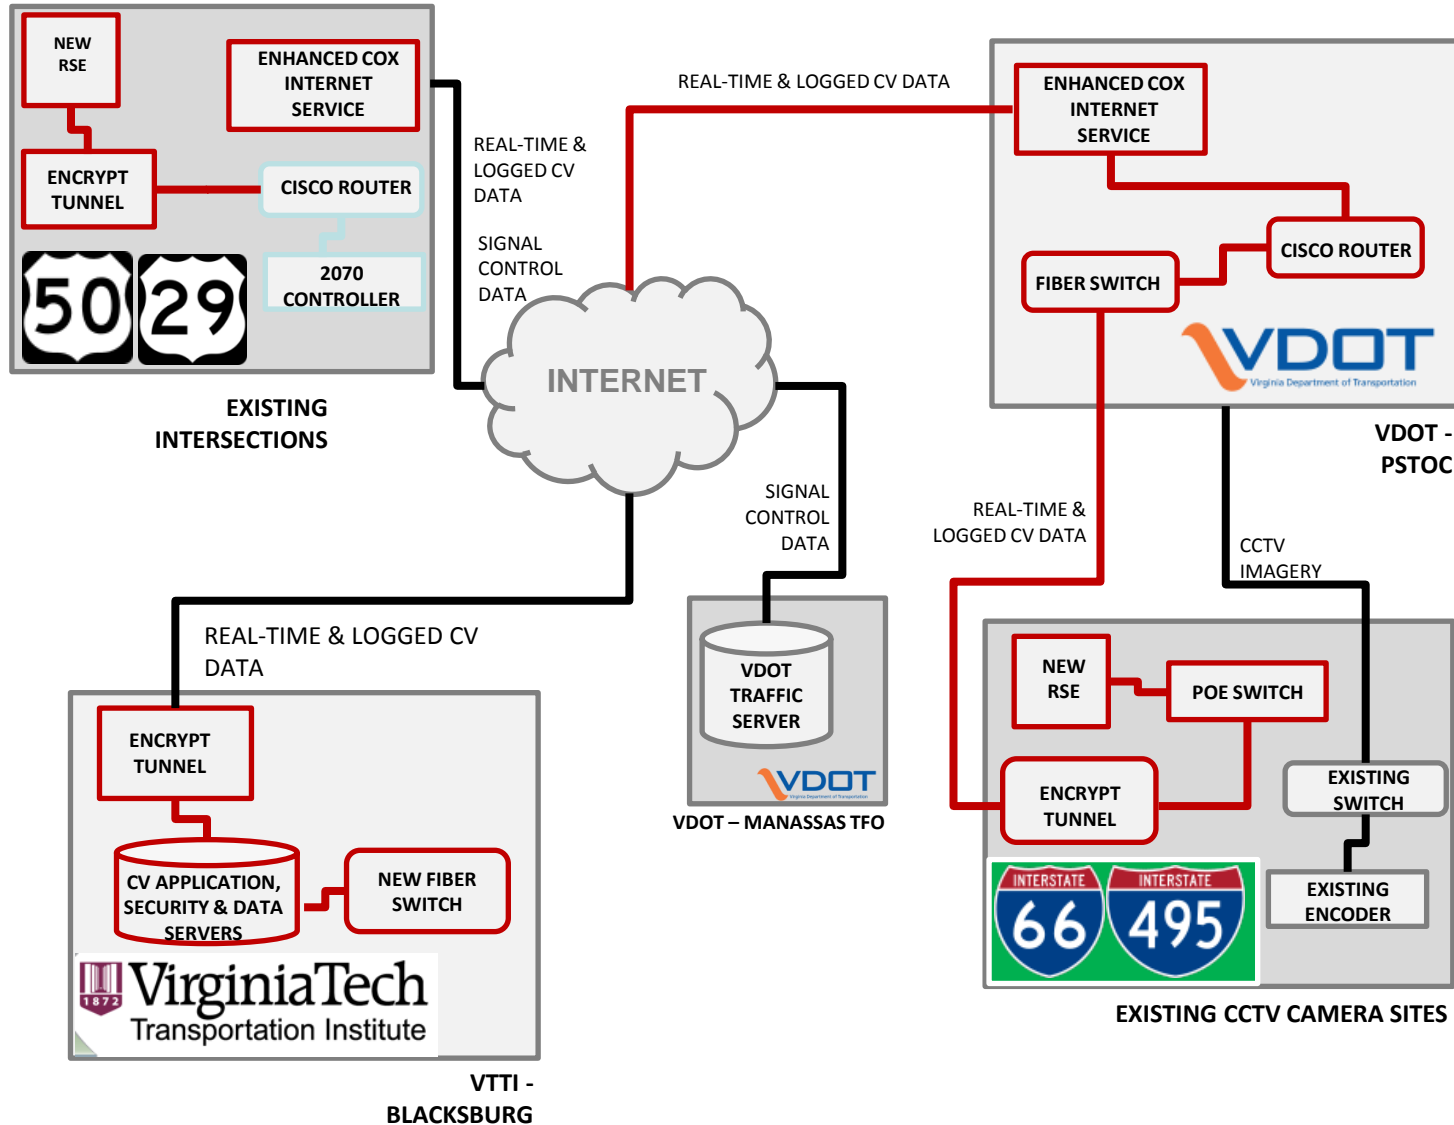 NEW
RSE
ENHANCED COX
INTERNET
SERVICE
ENCRYPT
TUNNEL
CISCO ROUTER
2070
CONTROLLER
50
29
EXISTING
INTERSECTIONS
REAL-TIME &
LOGGED CV
DATA
SIGNAL
CONTROL
DATA
REAL-TIME & LOGGED CV DATA
INTERNET
ENHANCED COX
INTERNET
SERVICE
CISCO ROUTER
FIBER SWITCH
VDOT
Virginia Department of Transportation
VDOT -
PSTOC
SIGNAL
CONTROL
DATA
REAL-TIME &
LOGGED CV DATA
CCTV
IMAGERY
REAL-TIME & LOGGED CV
DATA
VDOT
TRAFFIC
SERVER
VDOT
Virginia Department of Transportation
VDOT – MANASSAS TFO
NEW
RSE
POE SWITCH
ENCRYPT
TUNNEL
EXISTING
SWITCH
EXISTING
ENCODER
INTERSTATE
66
INTERSTATE
495
EXISTING CCTV CAMERA SITES
ENCRYPT
TUNNEL
CV APPLICATION,
SECURITY & DATA
SERVERS
NEW FIBER
SWITCH
1872
VirginiaTech
Transportation Institute
VTTI -
BLACKSBURG